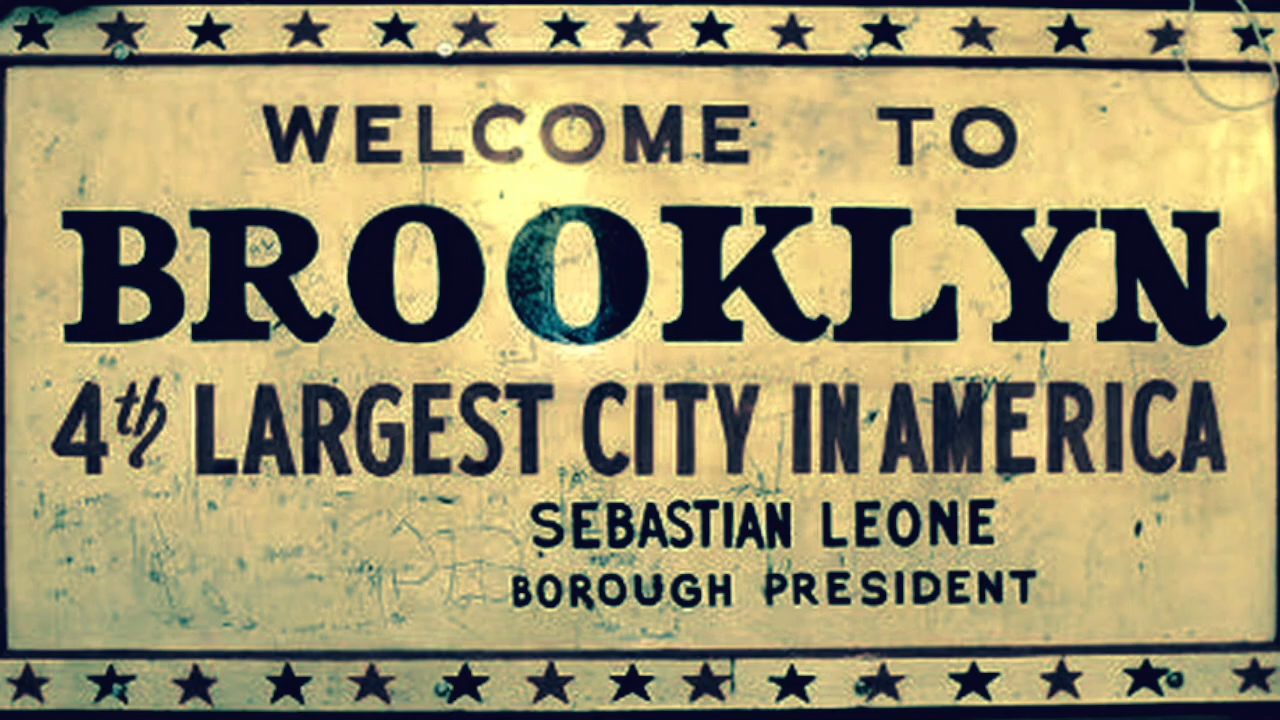 WELCOME TO
BROOKLYN
4th LARGEST CITY IN AMERICA
SEBASTIAN LEONE
BOROUGH PRESIDENT